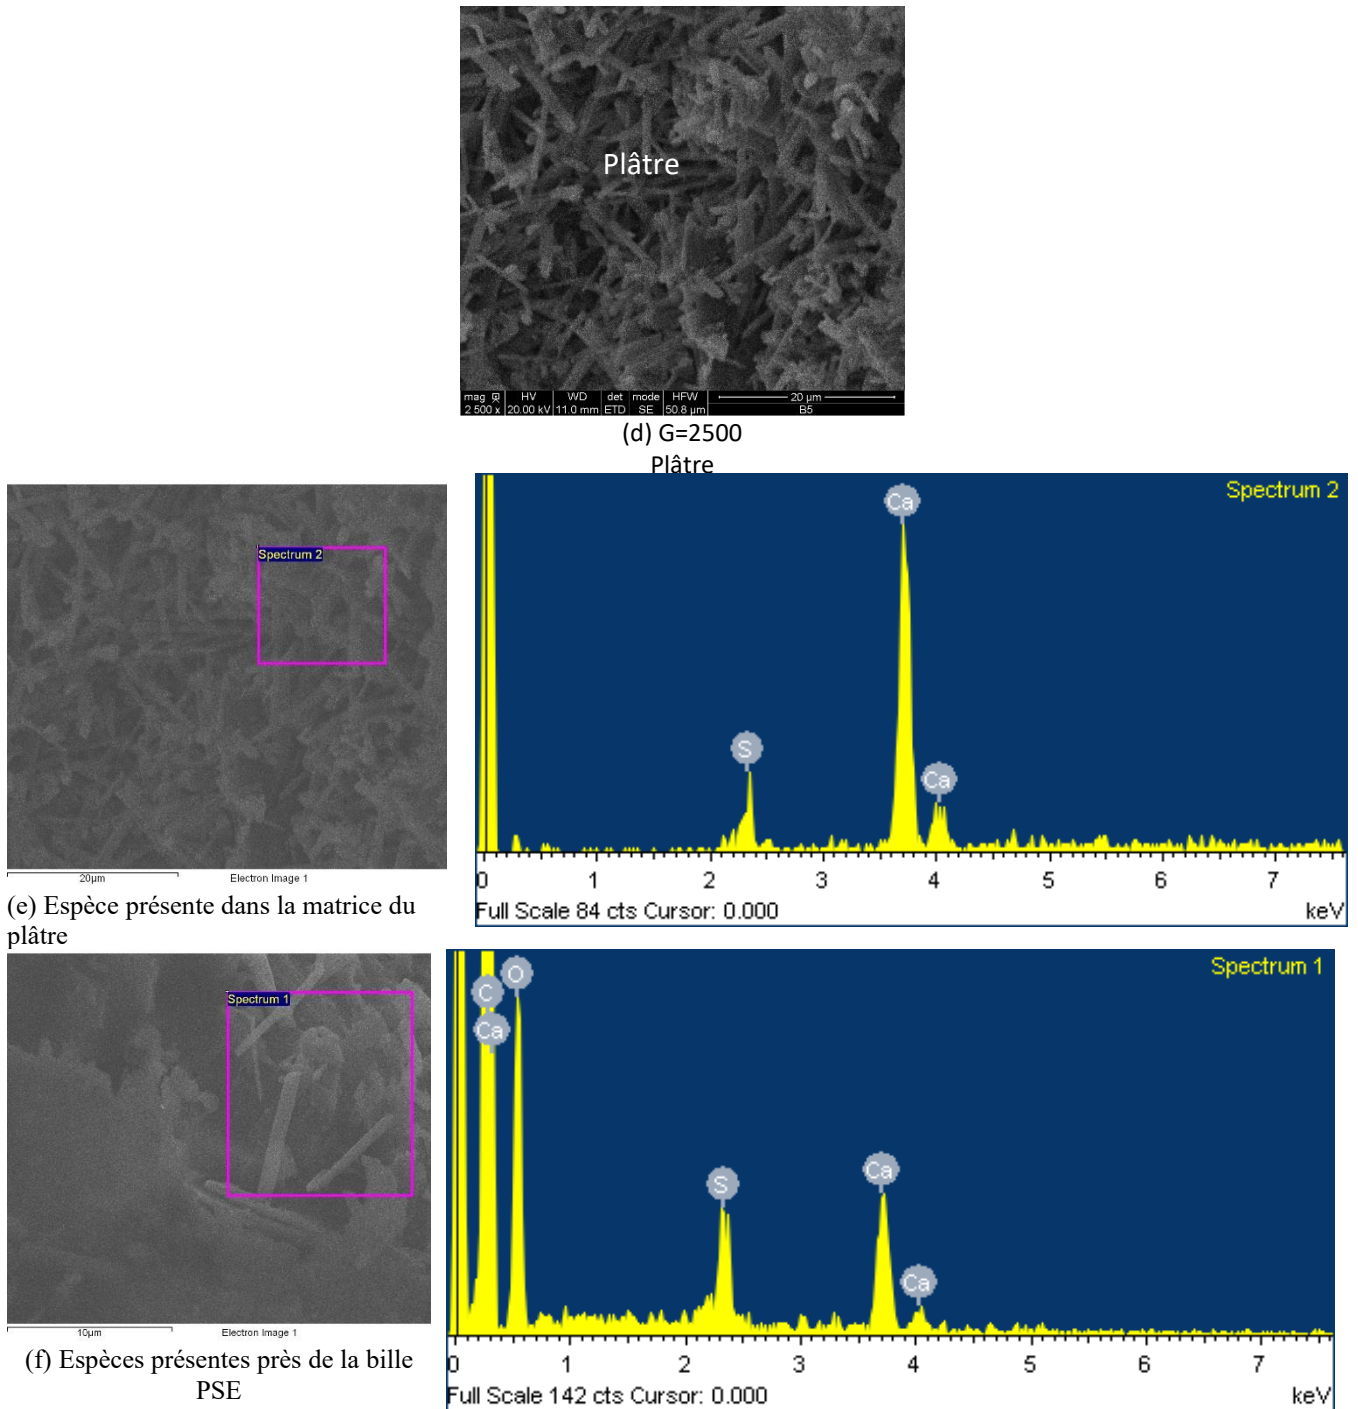 Plâtre
mag HV WD det mode HFW 20 µm
2 500 x 20.00 kV 11.0 mm ETD SE 50.8 µm B5
(d) G=2500
Plâtre
Spectrum 2
20µm Electron Image 1
(e) Espèce présente dans la matrice du
plâtre
Spectrum 2
Ca
S
Ca
0 1 2 3 4 5 6 7
Full Scale 84 cts Cursor: 0.000 keV
Spectrum 1
10µm Electron Image 1
(f) Espèces présentes près de la bille
PSE
Spectrum 1
O
C
Ca
Ca
S
Ca
0 1 2 3 4 5 6 7
Full Scale 142 cts Cursor: 0.000 keV